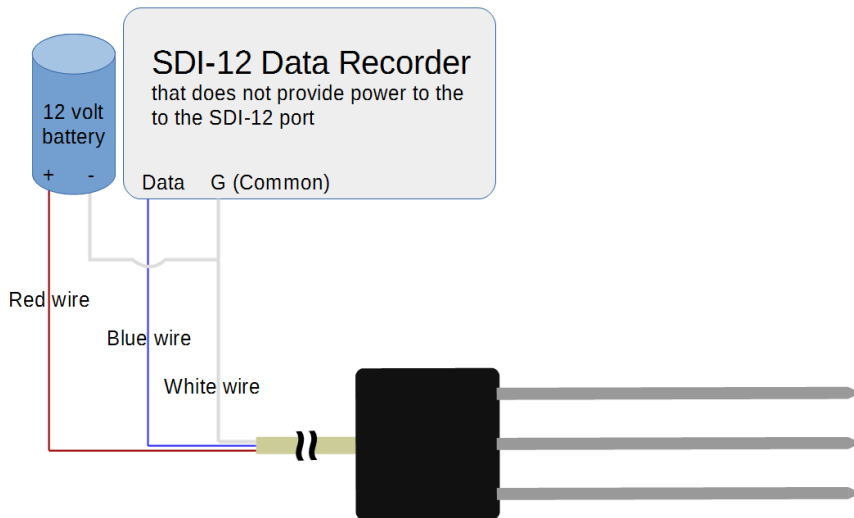 SDI-12 Data Recorder
that does not provide power to the
to the SDI-12 port
12 volt
battery
+ -
Data G (Common)
Red wire
Blue wire
White wire